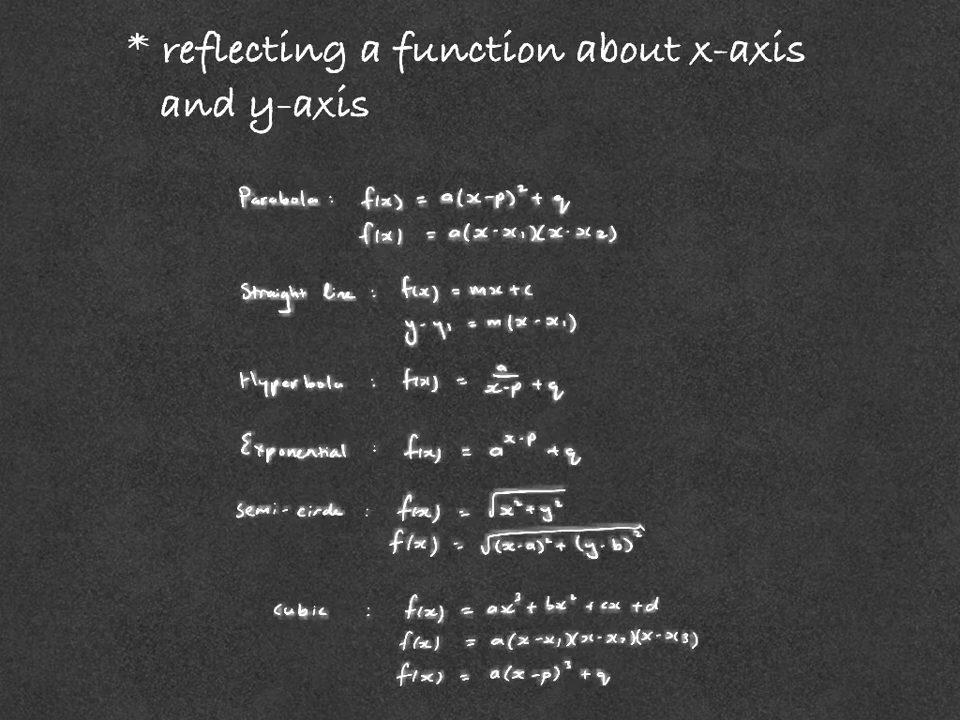 * reflecting a function about x-axis
and y-axis
Parabola : f(x) = a(x-p)² + q
f(x) = a(x-x₁)(x-x₂)
Straight line : f(x) = mx + c
y-y₁ = m(x-x₁)
Hyperbola : f(x) = a/(x-p) + q
Exponential : f(x) = a^(x-p) + q
Semi-circle : f(x) = √(x²+y²)
f(x) = √((x-a)² + (y-b)²)
cubic : f(x) = ax³ + bx² + cx + d
f(x) = a(x-x₁)(x-x₂)(x-x₃)
f(x) = a(x-p)³ + q